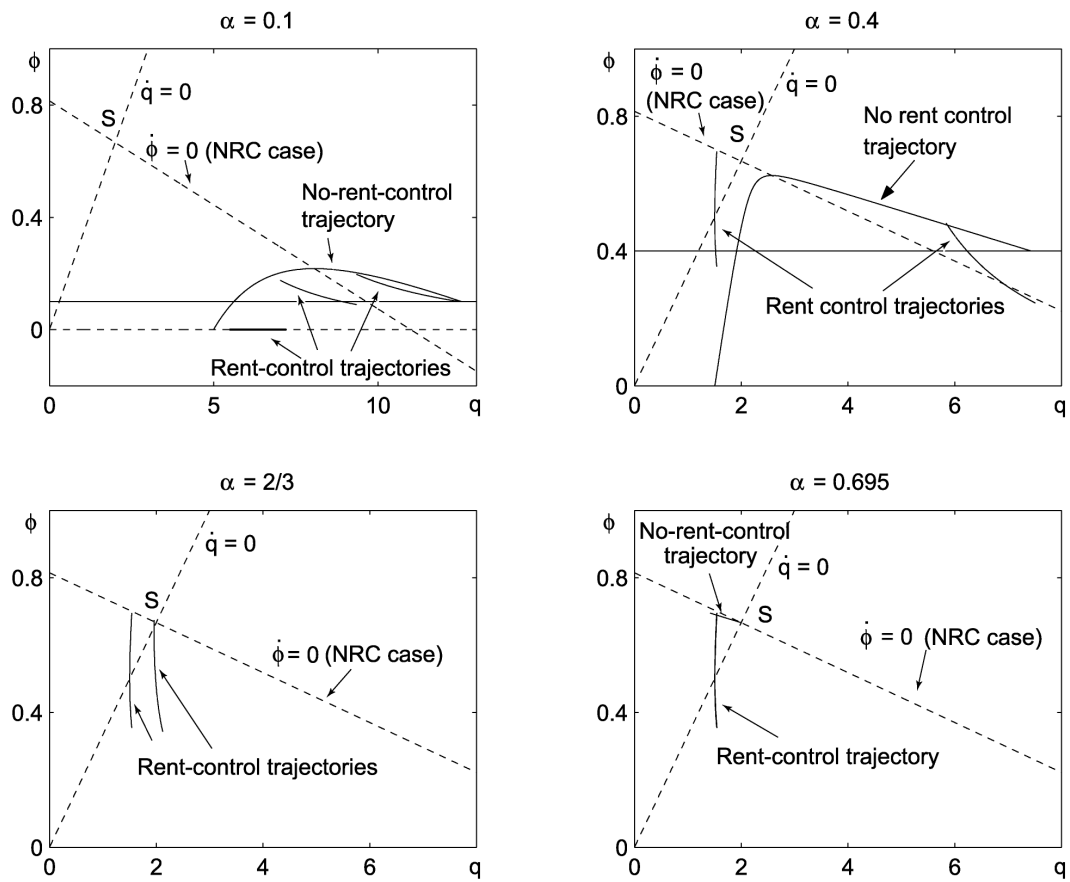 α = 0.1
ϕ
q̇ = 0
0.8
S
ϕ̇ = 0 (NRC case)
No-rent-control
trajectory
0.4
0
Rent-control trajectories
0
5
10
q
α = 0.4
ϕ
ϕ̇ = 0
(NRC case)
q̇ = 0
0.8
S
No rent control
trajectory
0.4
Rent control trajectories
0
0
2
4
6
q
α = 2/3
ϕ
q̇ = 0
0.8
S
ϕ̇ = 0 (NRC case)
0.4
Rent-control trajectories
0
0
2
4
6
q
α = 0.695
ϕ
No-rent-control
trajectory
q̇ = 0
0.8
S
ϕ̇ = 0 (NRC case)
0.4
Rent-control trajectory
0
0
2
4
6
q